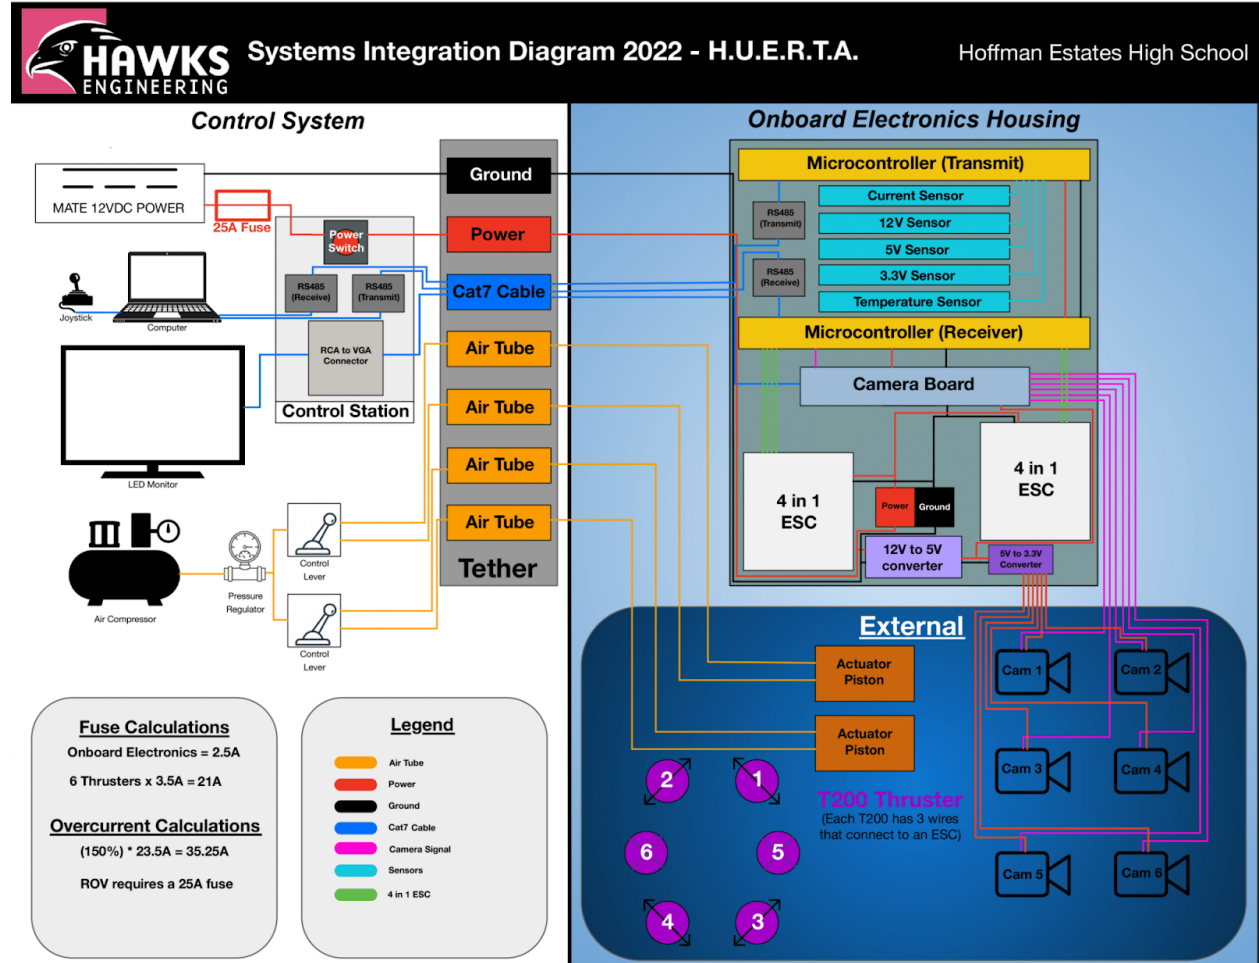 HAWKS
ENGINEERING
Systems Integration Diagram 2022 - H.U.E.R.T.A.
Hoffman Estates High School
Control System
MATE 12VDC POWER
25A Fuse
Power
Switch
RS485
(Receive)
RS485
(Transmit)
Joystick
Computer
RCA to VGA
Connector
Control Station
LED Monitor
Air Compressor
Pressure
Regulator
Control
Lever
Control
Lever
Ground
Power
Cat7 Cable
Air Tube
Air Tube
Air Tube
Air Tube
Tether
Onboard Electronics Housing
Microcontroller (Transmit)
RS485
(Transmit)
RS485
(Receive)
Current Sensor
12V Sensor
5V Sensor
3.3V Sensor
Temperature Sensor
Microcontroller (Receiver)
Camera Board
4 in 1
ESC
4 in 1
ESC
Power
Ground
12V to 5V
converter
5V to 3.3V
Converter
External
Actuator
Piston
Actuator
Piston
Cam 1
Cam 2
Cam 3
Cam 4
Cam 5
Cam 6
T200 Thruster
(Each T200 has 3 wires
that connect to an ESC)
2
1
6
5
4
3
Fuse Calculations
Onboard Electronics = 2.5A
6 Thrusters x 3.5A = 21A
Overcurrent Calculations
(150%) * 23.5A = 35.25A
ROV requires a 25A fuse
Legend
Air Tube
Power
Ground
Cat7 Cable
Camera Signal
Sensors
4 in 1 ESC